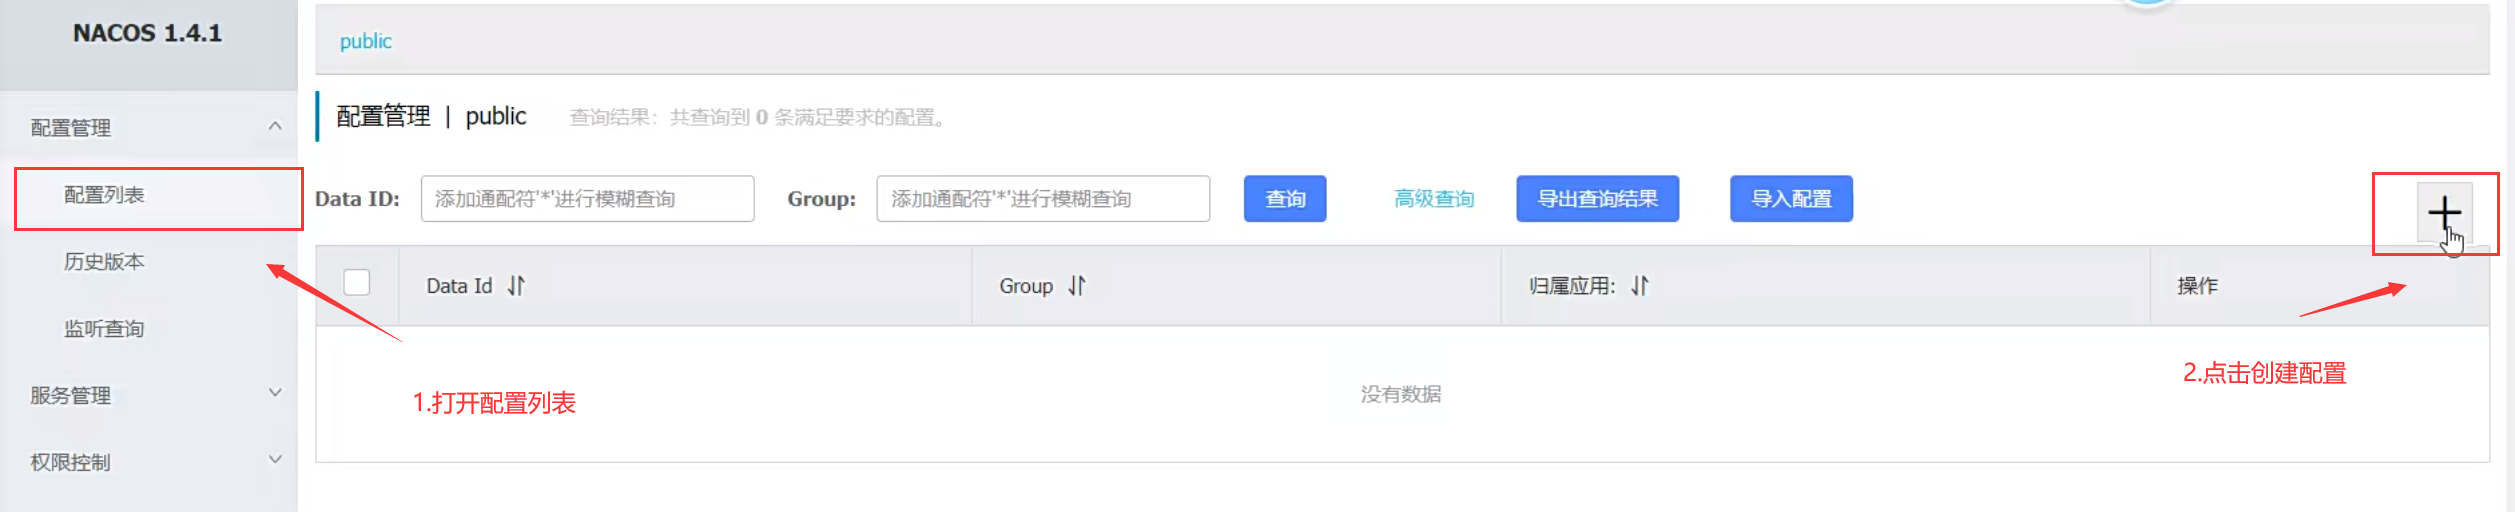 NACOS 1.4.1
public
配置管理
配置管理 | public 查询结果：共查询到 0 条满足要求的配置。
配置列表
Data ID: 添加通配符'*'进行模糊查询 Group: 添加通配符'*'进行模糊查询 查询 高级查询 导出查询结果 导入配置
历史版本
Data Id Group 归属应用: 操作
监听查询
服务管理
1.打开配置列表
没有数据
2.点击创建配置
权限控制